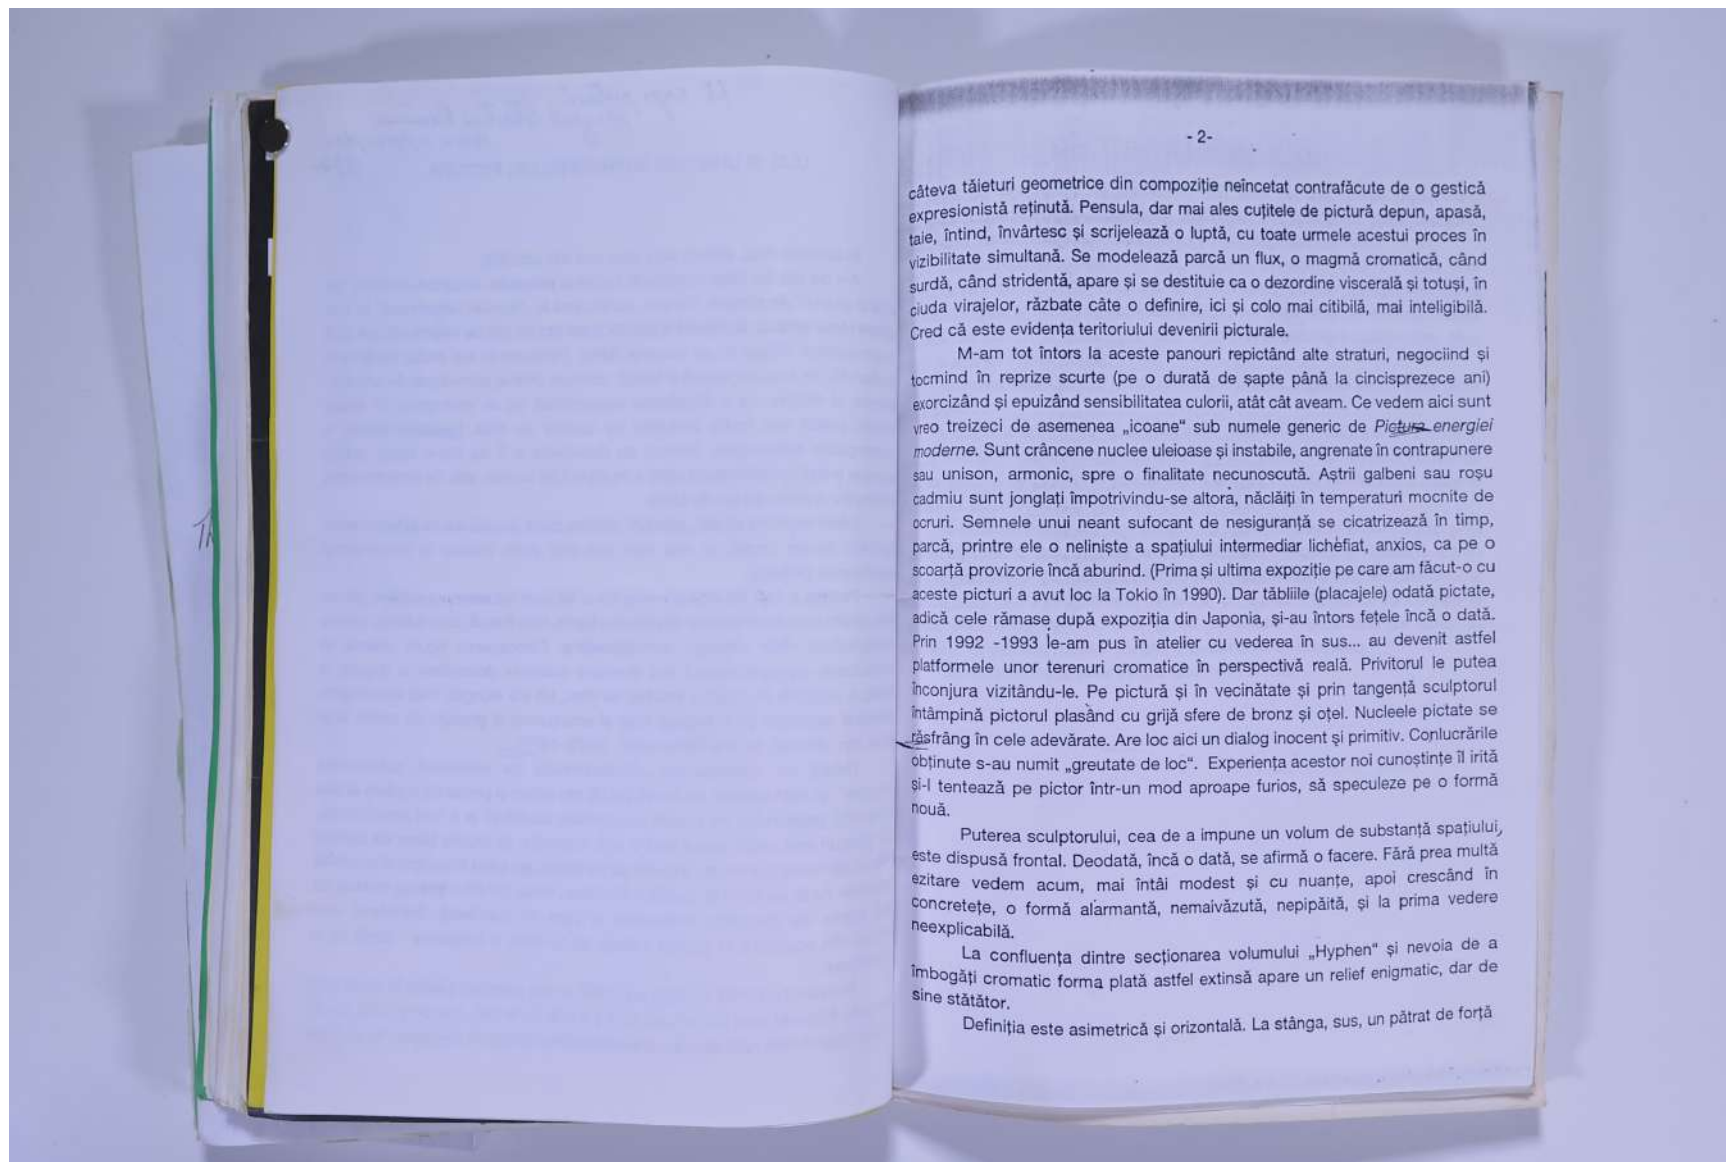 - 2-
câteva tăieturi geometrice din compoziție neîncetat contrafăcute de o gestică
expresionistă reținută. Pensula, dar mai ales cuțitele de pictură depun, apasă,
taie, întind, învârtesc și scrijelează o luptă, cu toate urmele acestui proces în
vizibilitate simultană. Se modelează parcă un flux, o magmă cromatică, când
surdă, când stridentă, apare și se destituie ca o dezordine viscerală și totuși, în
ciuda virajelor, răzbate câte o definire, ici și colo mai citibilă, mai inteligibilă.
Cred că este evidența teritoriului devenirii picturale.
M-am tot întors la aceste panouri repictând alte straturi, negociind și
tocmind în reprize scurte (pe o durată de șapte până la cincisprezece ani)
exorcizând și epuizând sensibilitatea culorii, atât cât aveam. Ce vedem aici sunt
vreo treizeci de asemenea „icoane“ sub numele generic de Pictura energiei
moderne. Sunt crâncene nuclee uleioase și instabile, angrenate în contrapunere
sau unison, armonic, spre o finalitate necunoscută. Aștrii galbeni sau roșu
cadmiu sunt jonglați împotrivindu-se altora, năclăiți în temperaturi mocnite de
ocruri. Semnele unui neant sufocant de nesiguranță se cicatrizează în timp,
parcă, printre ele o neliniște a spațiului intermediar lichefiat, anxios, ca pe o
scoarță provizorie încă aburind. (Prima și ultima expoziție pe care am făcut-o cu
aceste picturi a avut loc la Tokio în 1990). Dar tăbliile (placajele) odată pictate,
adică cele rămase după expoziția din Japonia, și-au întors fețele încă o dată.
Prin 1992 -1993 le-am pus în atelier cu vederea în sus... au devenit astfel
platformele unor terenuri cromatice în perspectivă reală. Privitorul le putea
înconjura vizitându-le. Pe pictură și în vecinătate și prin tangență sculptorul
întâmpină pictorul plasând cu grijă sfere de bronz și oțel. Nucleele pictate se
răsfrâng în cele adevărate. Are loc aici un dialog inocent și primitiv. Conlucrările
obținute s-au numit „greutate de loc“. Experiența acestor noi cunoștințe îl irită
și-l tentează pe pictor într-un mod aproape furios, să speculeze pe o formă
nouă.
Puterea sculptorului, cea de a impune un volum de substanță spațiului,
este dispusă frontal. Deodată, încă o dată, se afirmă o facere. Fără prea multă
ezitare vedem acum, mai întâi modest și cu nuanțe, apoi crescând în
concretețe, o formă alarmantă, nemaivăzută, nepipăită, și la prima vedere
neexplicabilă.
La confluența dintre secționarea volumului „Hyphen“ și nevoia de a
îmbogăți cromatic forma plată astfel extinsă apare un relief enigmatic, dar de
sine stătător.
Definiția este asimetrică și orizontală. La stânga, sus, un pătrat de forță